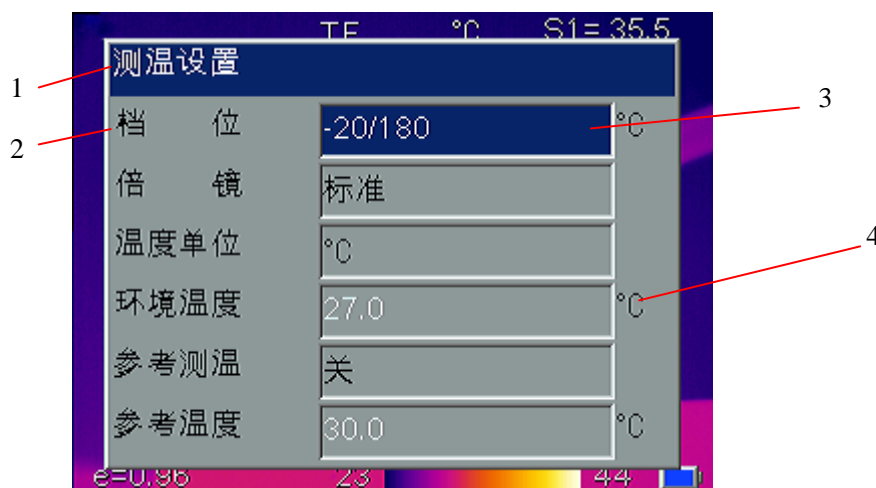 TE °C S1= 35.5
测温设置
1
档 位 -20/180 °C
3
2
倍 镜 标准
温度单位 °C
4
环境温度 27.0 °C
参考测温 关
参考温度 30.0 °C
e=0.96 23 44